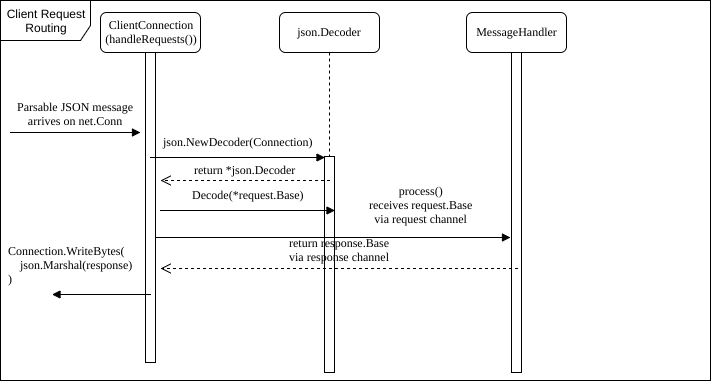 Client Request
Routing
ClientConnection
(handleRequests())
json.Decoder
MessageHandler
Parsable JSON message
arrives on net.Conn
json.NewDecoder(Connection)
return *json.Decoder
Decode(*request.Base)
process()
receives request.Base
via request channel
return response.Base
via response channel
Connection.WriteBytes(
json.Marshal(response)
)